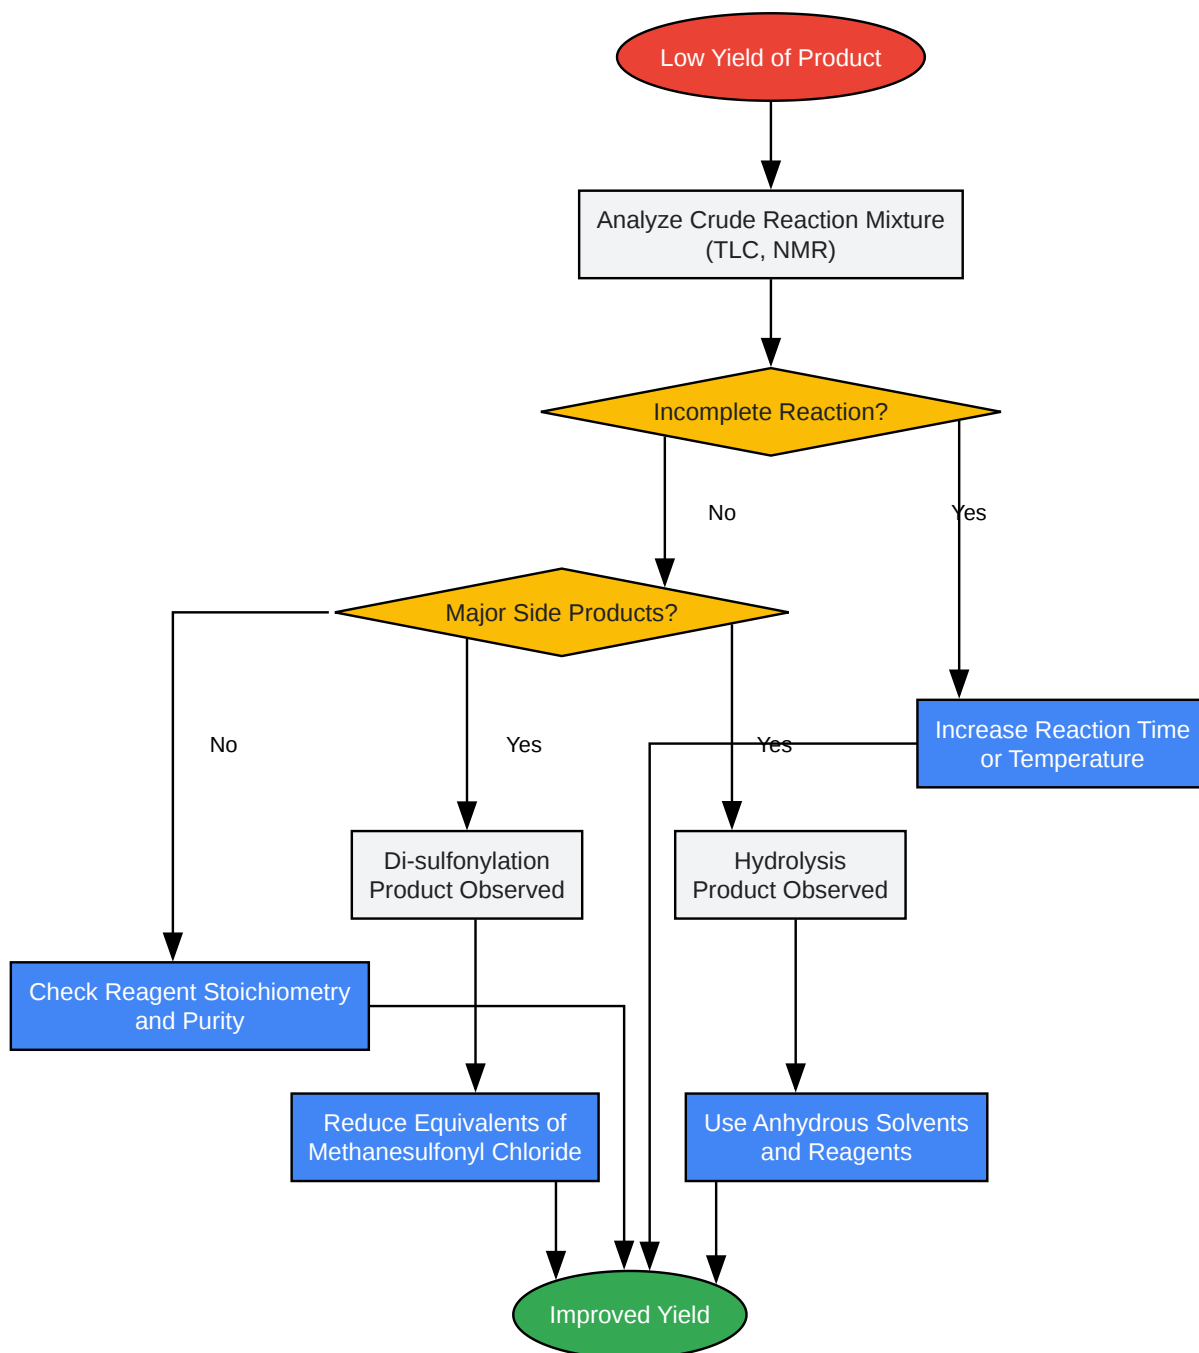 Low Yield of Product
Analyze Crude Reaction Mixture
(TLC, NMR)
Incomplete Reaction?
No
Yes
Major Side Products?
Increase Reaction Time
or Temperature
No
Yes
Yes
Di-sulfonylation
Product Observed
Hydrolysis
Product Observed
Check Reagent Stoichiometry
and Purity
Reduce Equivalents of
Methanesulfonyl Chloride
Use Anhydrous Solvents
and Reagents
Improved Yield